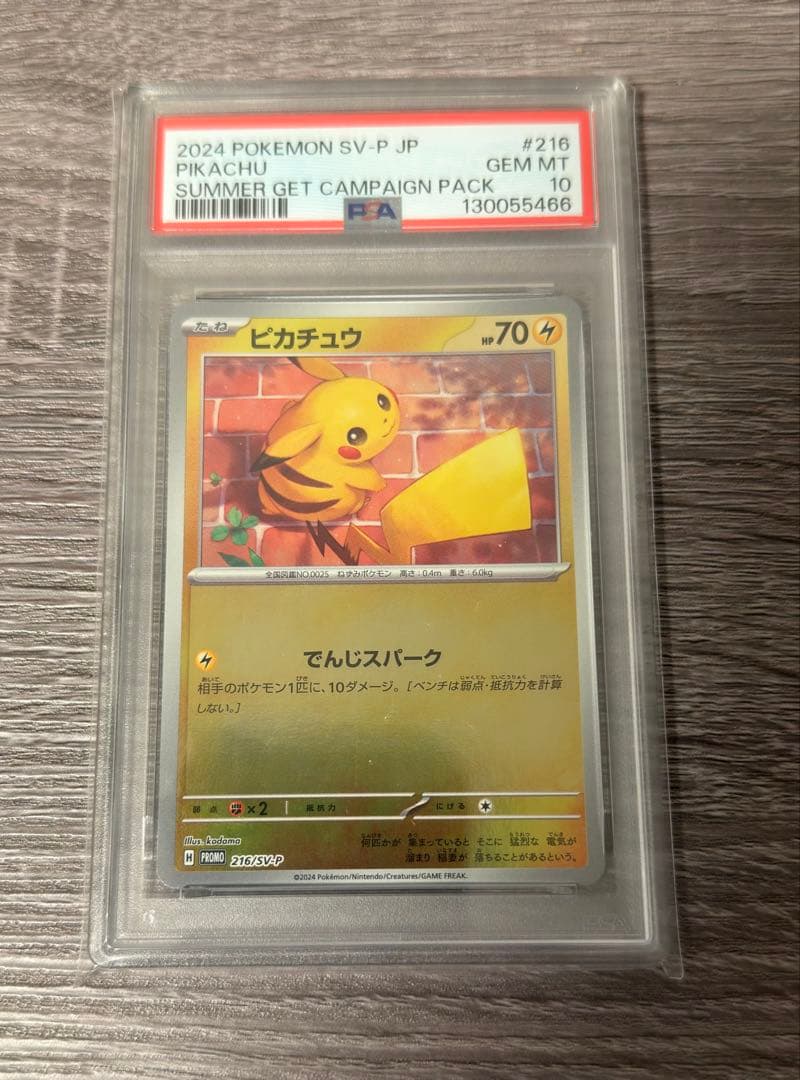 2024 POKEMON SV-P JP #216
PIKACHU GEM MT
SUMMER GET CAMPAIGN PACK 10
PSA 130055466
たね ピカチュウ HP 70
全国図鑑NO.0025 ねずみポケモン 高さ:0.4m 重さ:6.0kg
でんじスパーク
相手のポケモン1匹に、10ダメージ。[ベンチは弱点・抵抗力を計算
しない。]
弱点 ×2 抵抗力 にげる
Illus. kodama
何匹かが 集まっていると そこに 猛烈な 電気が
溜まり 稲妻が 落ちることがあるという。
H PROMO 216/SV-P
©2024 Pokémon/Nintendo/Creatures/GAME FREAK.